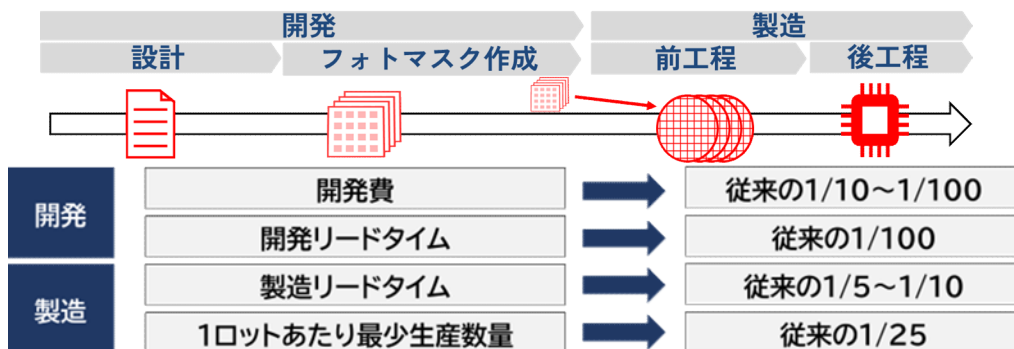 開発
製造
設計
フォトマスク作成
前工程
後工程
開発
開発費
従来の1/10～1/100
開発リードタイム
従来の1/100
製造
製造リードタイム
従来の1/5～1/10
1ロットあたり最少生産数量
従来の1/25